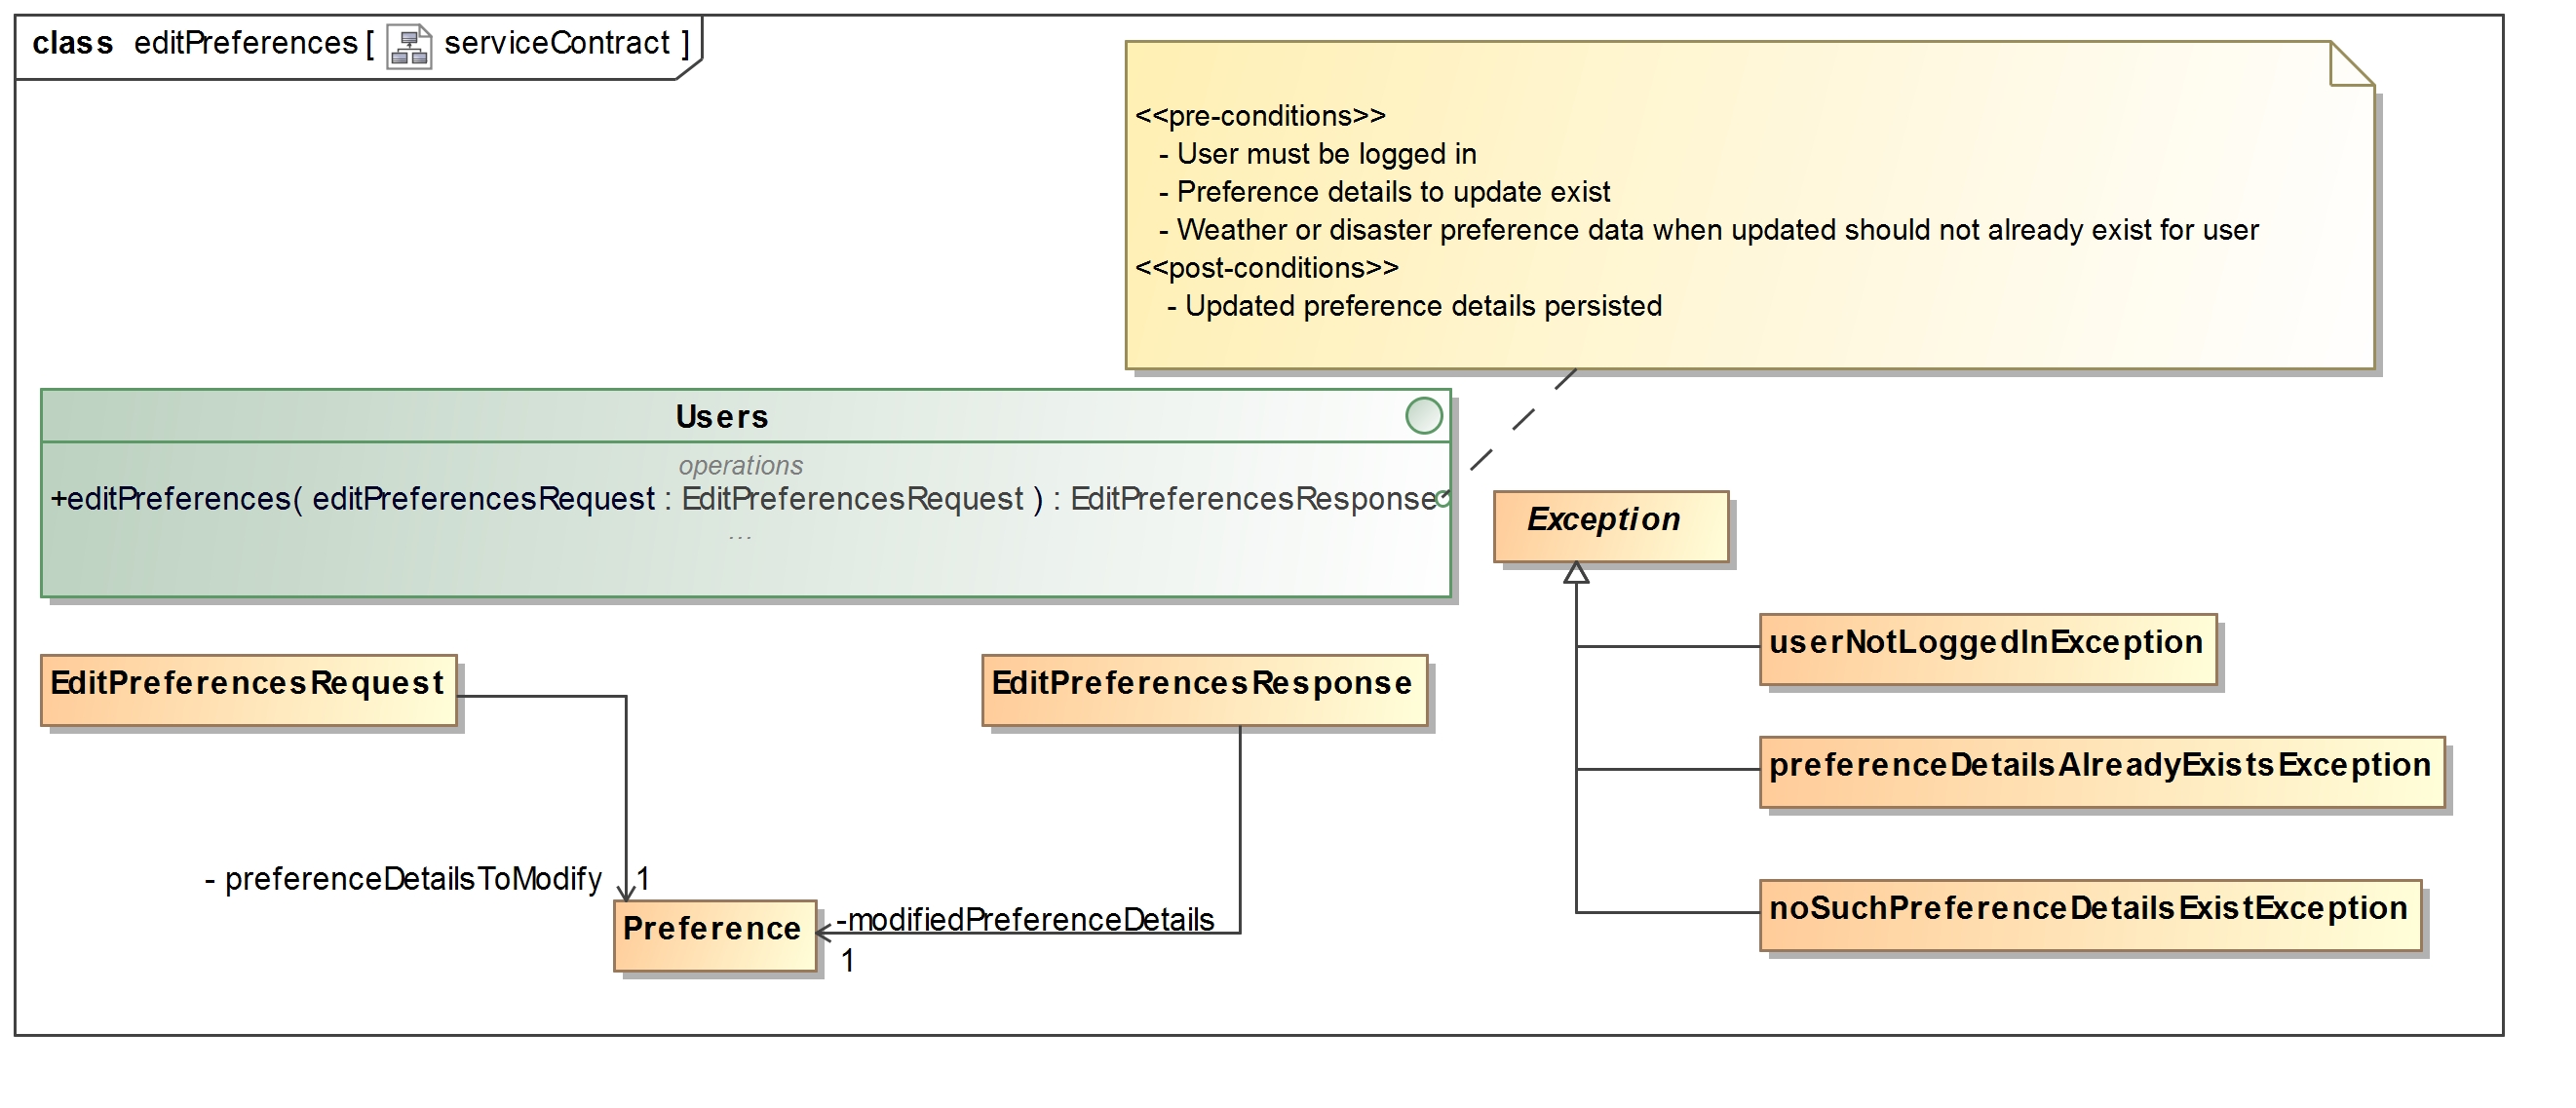 class editPreferences [ serviceContract ]
<<pre-conditions>>
- User must be logged in
- Preference details to update exist
- Weather or disaster preference data when updated should not already exist for user
<<post-conditions>>
- Updated preference details persisted
Users
operations
+editPreferences( editPreferencesRequest : EditPreferencesRequest ) : EditPreferencesResponse
...
Exception
userNotLoggedInException
EditPreferencesRequest
EditPreferencesResponse
preferenceDetailsAlreadyExistsException
- preferenceDetailsToModify 1
noSuchPreferenceDetailsExistException
Preference
-modifiedPreferenceDetails
1